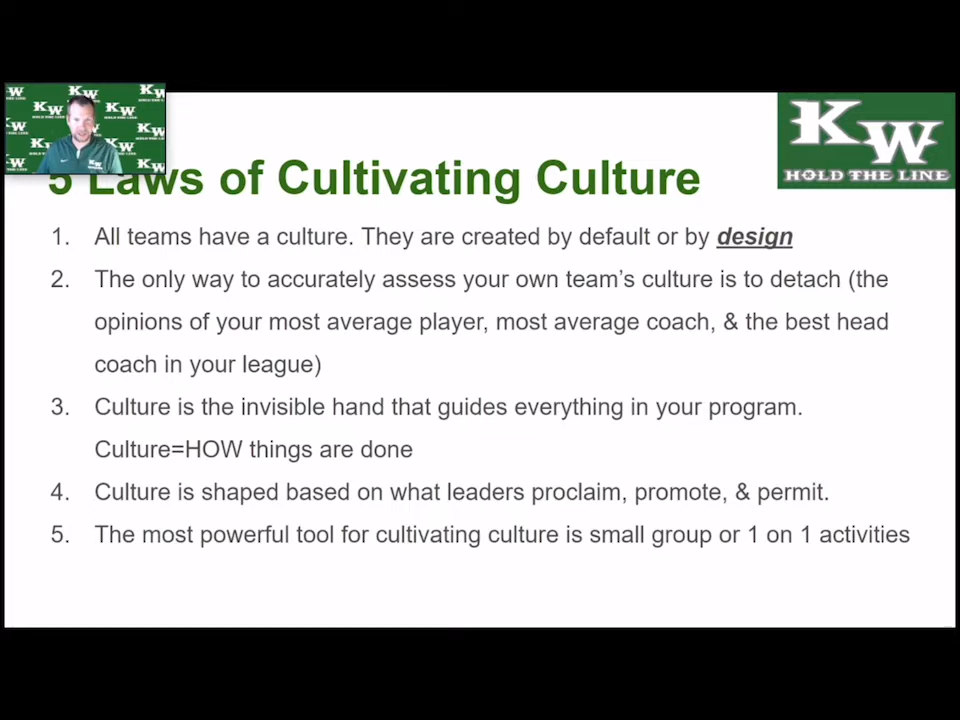 KW
HOLD THE LINE
5 Laws of Cultivating Culture
1. All teams have a culture. They are created by default or by design
2. The only way to accurately assess your own team’s culture is to detach (the
opinions of your most average player, most average coach, & the best head
coach in your league)
3. Culture is the invisible hand that guides everything in your program.
Culture=HOW things are done
4. Culture is shaped based on what leaders proclaim, promote, & permit.
5. The most powerful tool for cultivating culture is small group or 1 on 1 activities